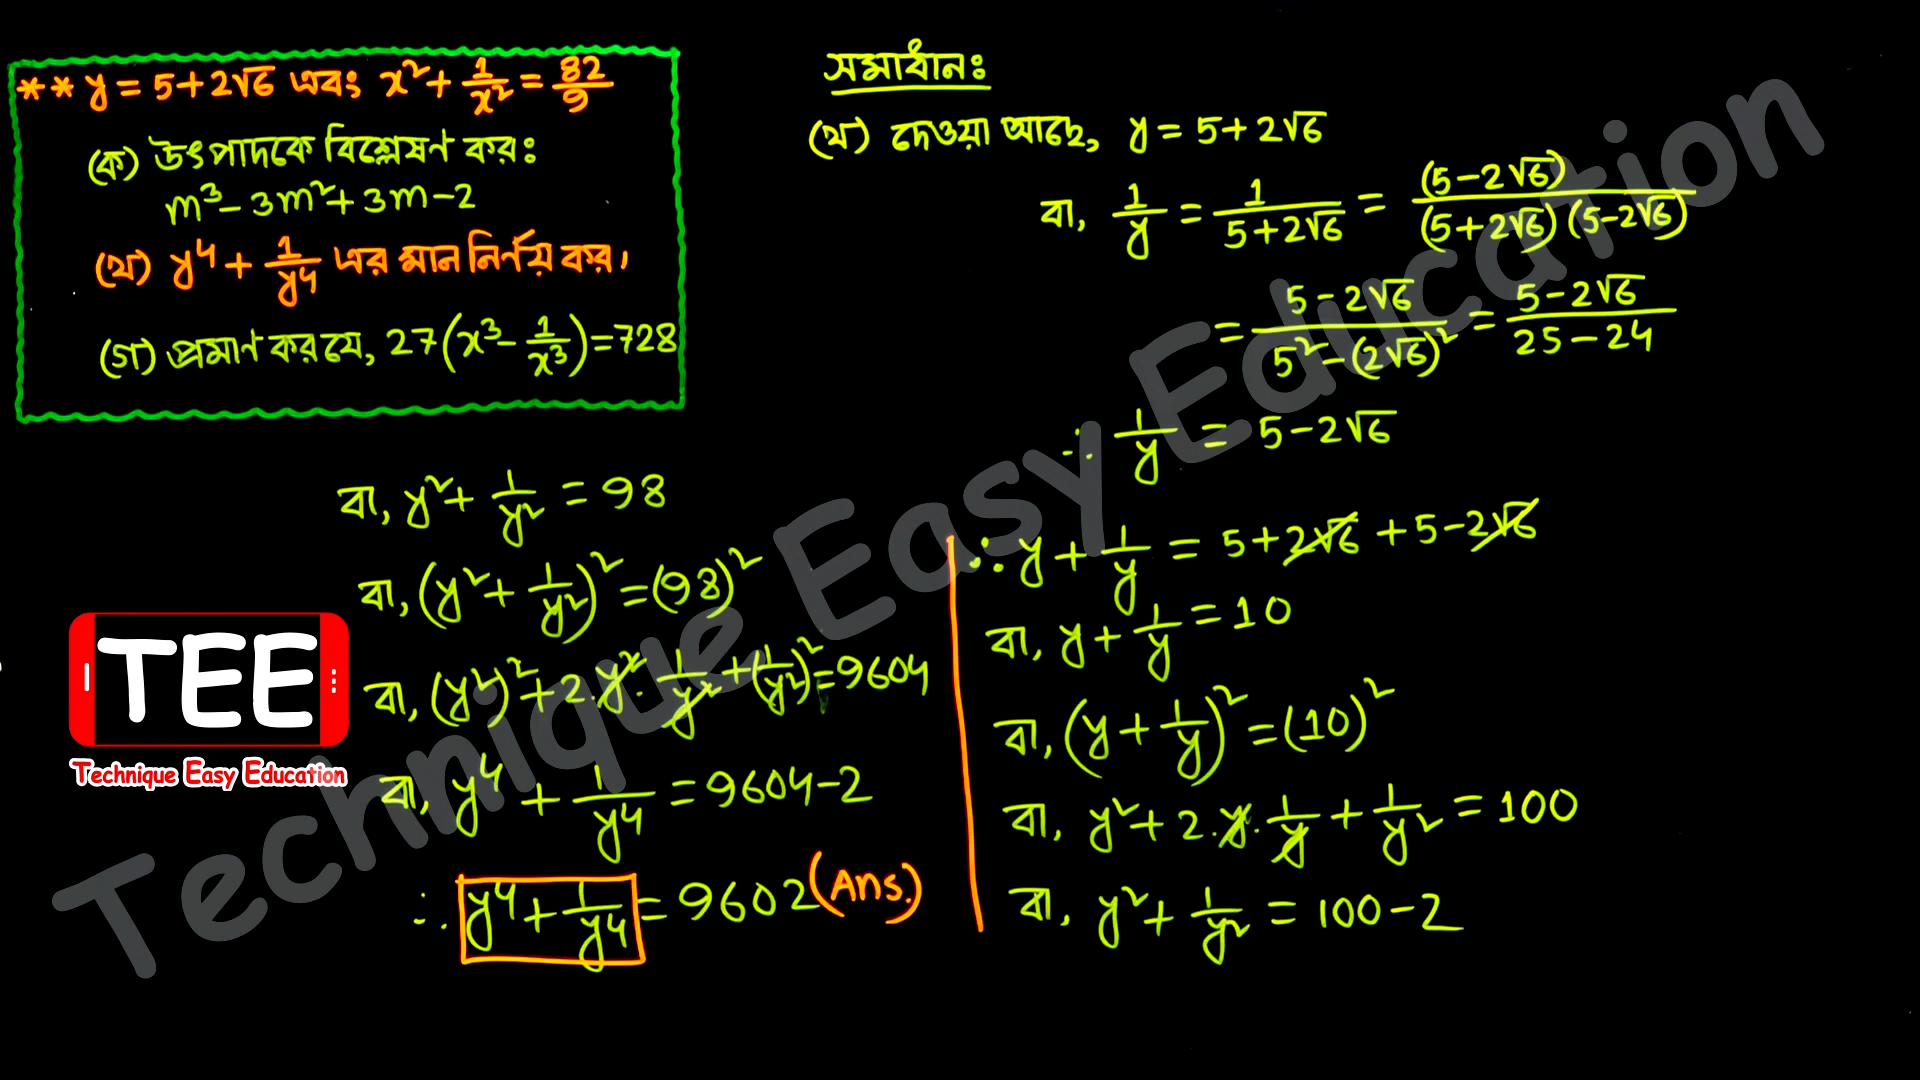 ** y = 5+2√6 এবং x² + 1/x² = 82/9
(ক) উৎপাদকে বিশ্লেষণ কর:
m³ - 3m² + 3m - 2
(খ) y⁴ + 1/y⁴ এর মান নির্ণয় কর।
(গ) প্রমাণ কর যে, 27(x³ - 1/x³) = 728
সমাধান:
(খ) দেওয়া আছে, y = 5+2√6
বা, 1/y = 1/(5+2√6) = (5-2√6)/((5+2√6)(5-2√6))
= (5-2√6)/(5²-(2√6)²) = (5-2√6)/(25-24)
∴ 1/y = 5-2√6
∴ y + 1/y = 5+2√6 + 5-2√6
বা, y + 1/y = 10
বা, (y + 1/y)² = (10)²
বা, y² + 2.y.1/y + 1/y² = 100
বা, y² + 1/y² = 100-2
বা, y² + 1/y² = 98
বা, (y² + 1/y²)² = (98)²
বা, (y²)² + 2.y².1/y² + (1/y²)² = 9604
বা, y⁴ + 1/y⁴ = 9604-2
∴ y⁴ + 1/y⁴ = 9602 (Ans.)
TEE
Technique Easy Education
Technique Easy Education